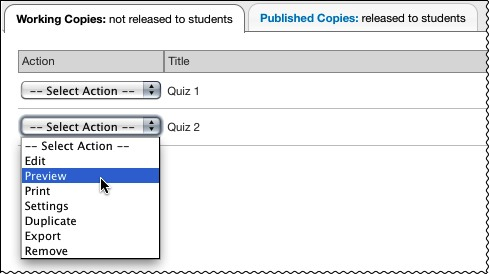 Working Copies: not released to students
Published Copies: released to students
Action Title
-- Select Action -- Quiz 1
-- Select Action -- Quiz 2
-- Select Action --
Edit
Preview
Print
Settings
Duplicate
Export
Remove